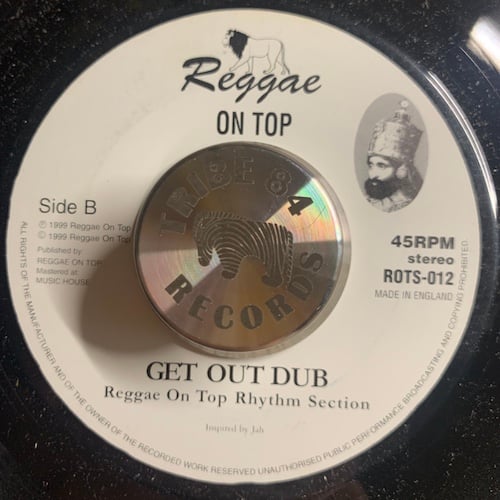 Reggae
ON TOP
TRIBE 84
RECORDS
Side B
℗ 1999 Reggae On Top
© 1999 Reggae On Top
Published by
REGGAE ON TOP
Mastered at
MUSIC HOUSE
45RPM
stereo
ROTS-012
MADE IN ENGLAND
GET OUT DUB
Reggae On Top Rhythm Section
Inspired by Jah
ALL RIGHTS OF THE MANUFACTURER AND OF THE OWNER OF THE RECORDED WORK RESERVED UNAUTHORISED PUBLIC PERFORMANCE BROADCASTING AND COPYING PROHIBITED.